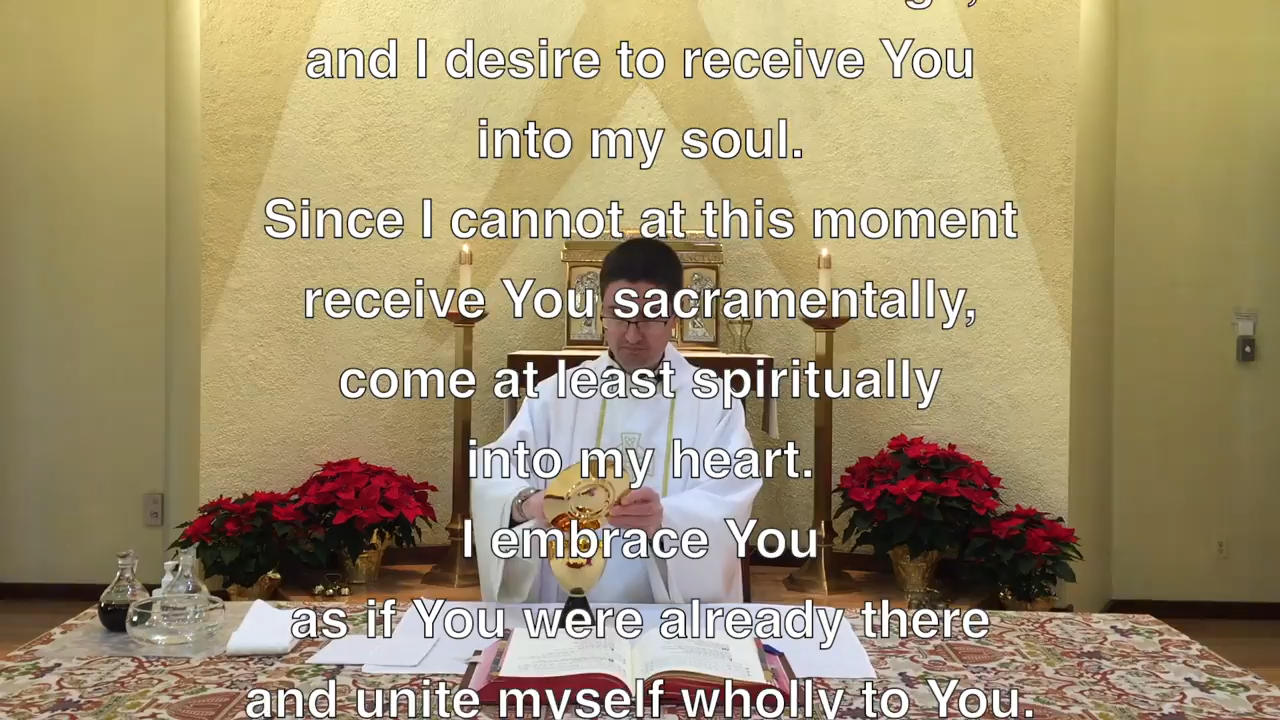 and I desire to receive You
into my soul.
Since I cannot at this moment
receive You sacramentally,
come at least spiritually
into my heart.
I embrace You
as if You were already there
and unite myself wholly to You.